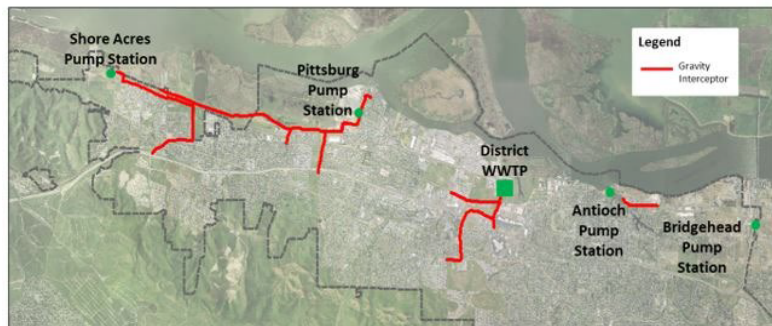 Shore Acres
Pump Station
Pittsburg
Pump
Station
District
WWTP
Antioch
Pump
Station
Bridgehead
Pump
Station
Legend
Gravity
Interceptor